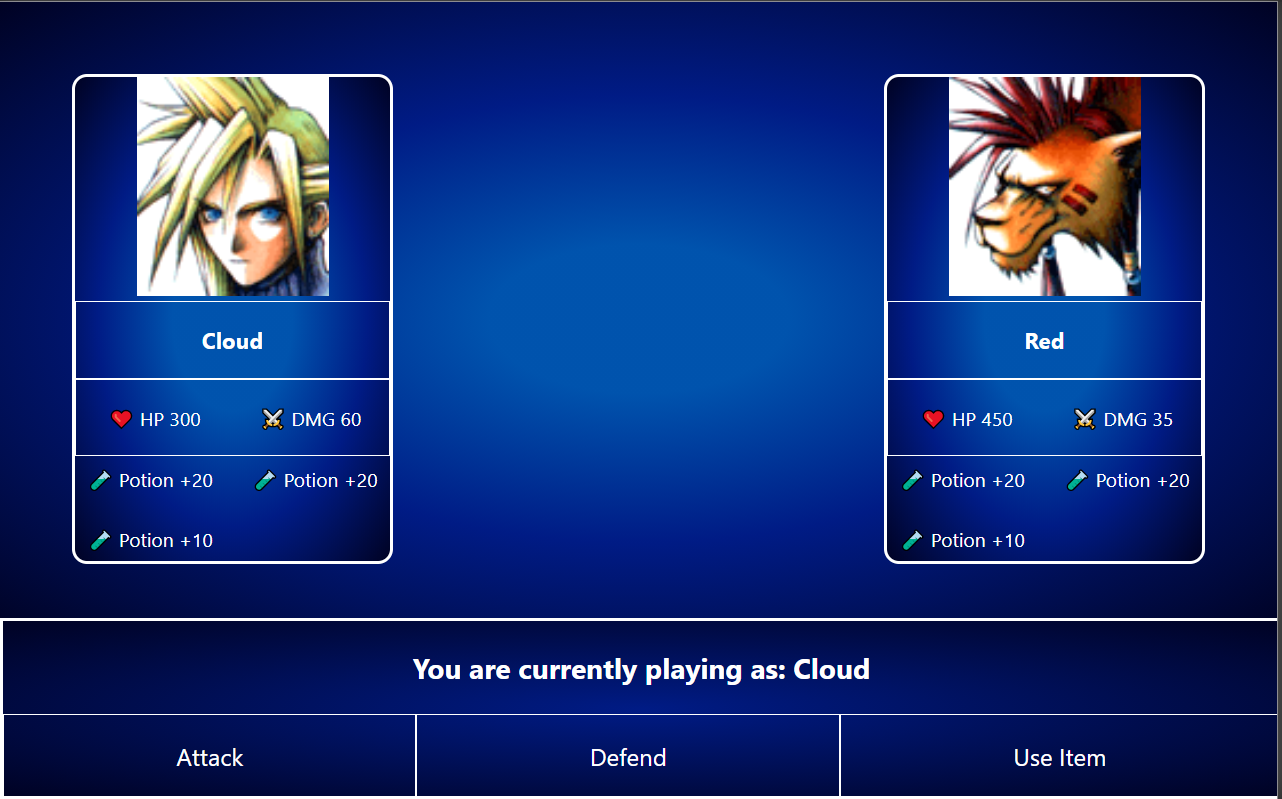 Cloud
HP 300 DMG 60
Potion +20 Potion +20
Potion +10
Red
HP 450 DMG 35
Potion +20 Potion +20
Potion +10
You are currently playing as: Cloud
Attack Defend Use Item